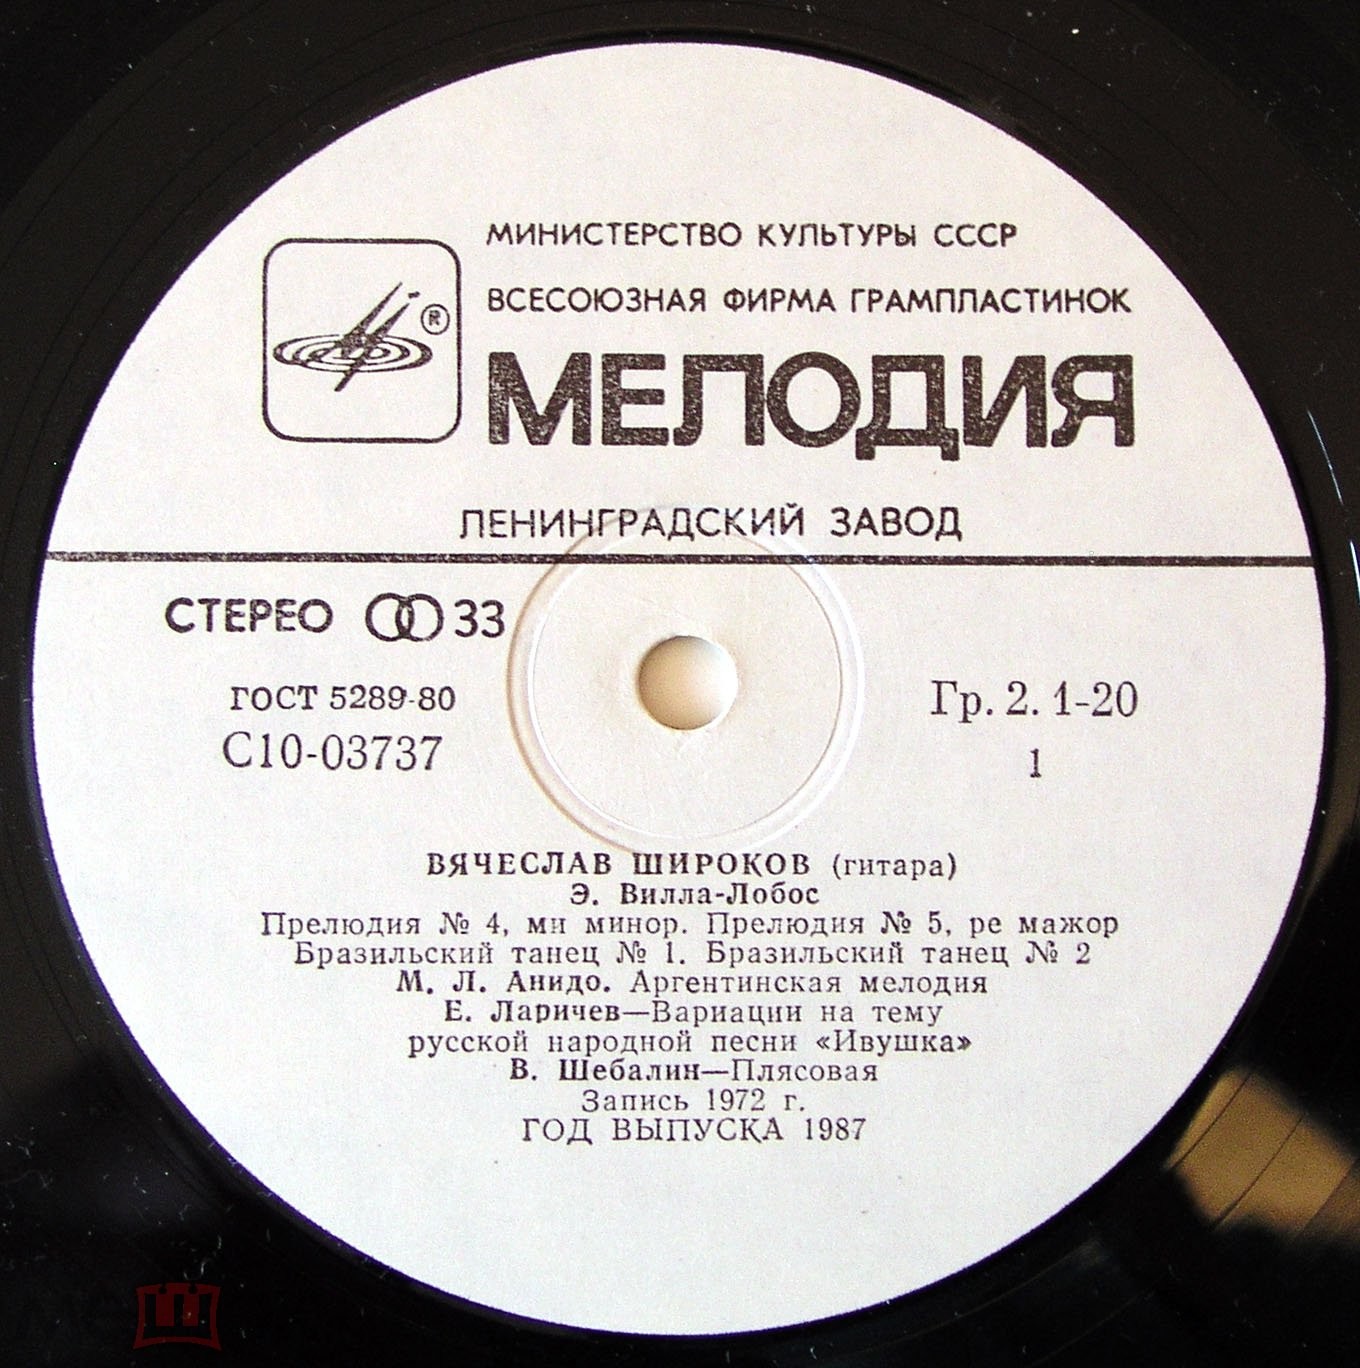 МИНИСТЕРСТВО КУЛЬТУРЫ СССР
ВСЕСОЮЗНАЯ ФИРМА ГРАМПЛАСТИНОК
®
МЕЛОДИЯ
ЛЕНИНГРАДСКИЙ ЗАВОД
СТЕРЕО 33
ГОСТ 5289-80
Гр. 2. 1-20
С10-03737
1
ВЯЧЕСЛАВ ШИРОКОВ (гитара)
Э. Вилла-Лобос
Прелюдия № 4, ми минор. Прелюдия № 5, ре мажор
Бразильский танец № 1. Бразильский танец № 2
М. Л. Анидо. Аргентинская мелодия
Е. Ларичев—Вариации на тему
русской народной песни «Ивушка»
В. Шебалин—Плясовая
Запись 1972 г.
ГОД ВЫПУСКА 1987